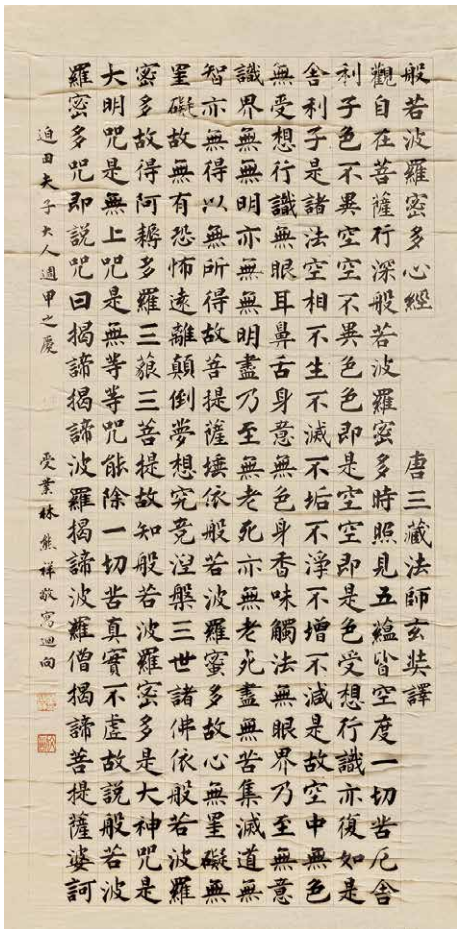 般若波羅密多心經 唐三藏法師玄奘譯
觀自在菩薩行深般若波羅密多時照見五蘊皆空度一切苦厄舍
利子色不異空空不異色色即是空空即是色受想行識亦復如是
舍利子是諸法空相不生不滅不垢不淨不增不減是故空中無色
無受想行識無眼耳鼻舌身意無色身香味觸法無眼界乃至無意
識界無無明亦無無明盡乃至無老死亦無老死盡無苦集滅道無
智亦無得以無所得故菩提薩埵依般若波羅蜜多故心無罣礙無
罣礙故無有恐怖遠離顛倒夢想究竟涅槃三世諸佛依般若波羅
密多故得阿耨多羅三藐三菩提故知般若波羅密多是大神咒是
大明咒是無上咒是無等等咒能除一切苦真實不虛故說般若波
羅密多咒即說咒曰揭諦揭諦波羅揭諦波羅僧揭諦菩提薩婆訶
迫田夫子大人週甲之慶 受業林熊祥敬寫迴向